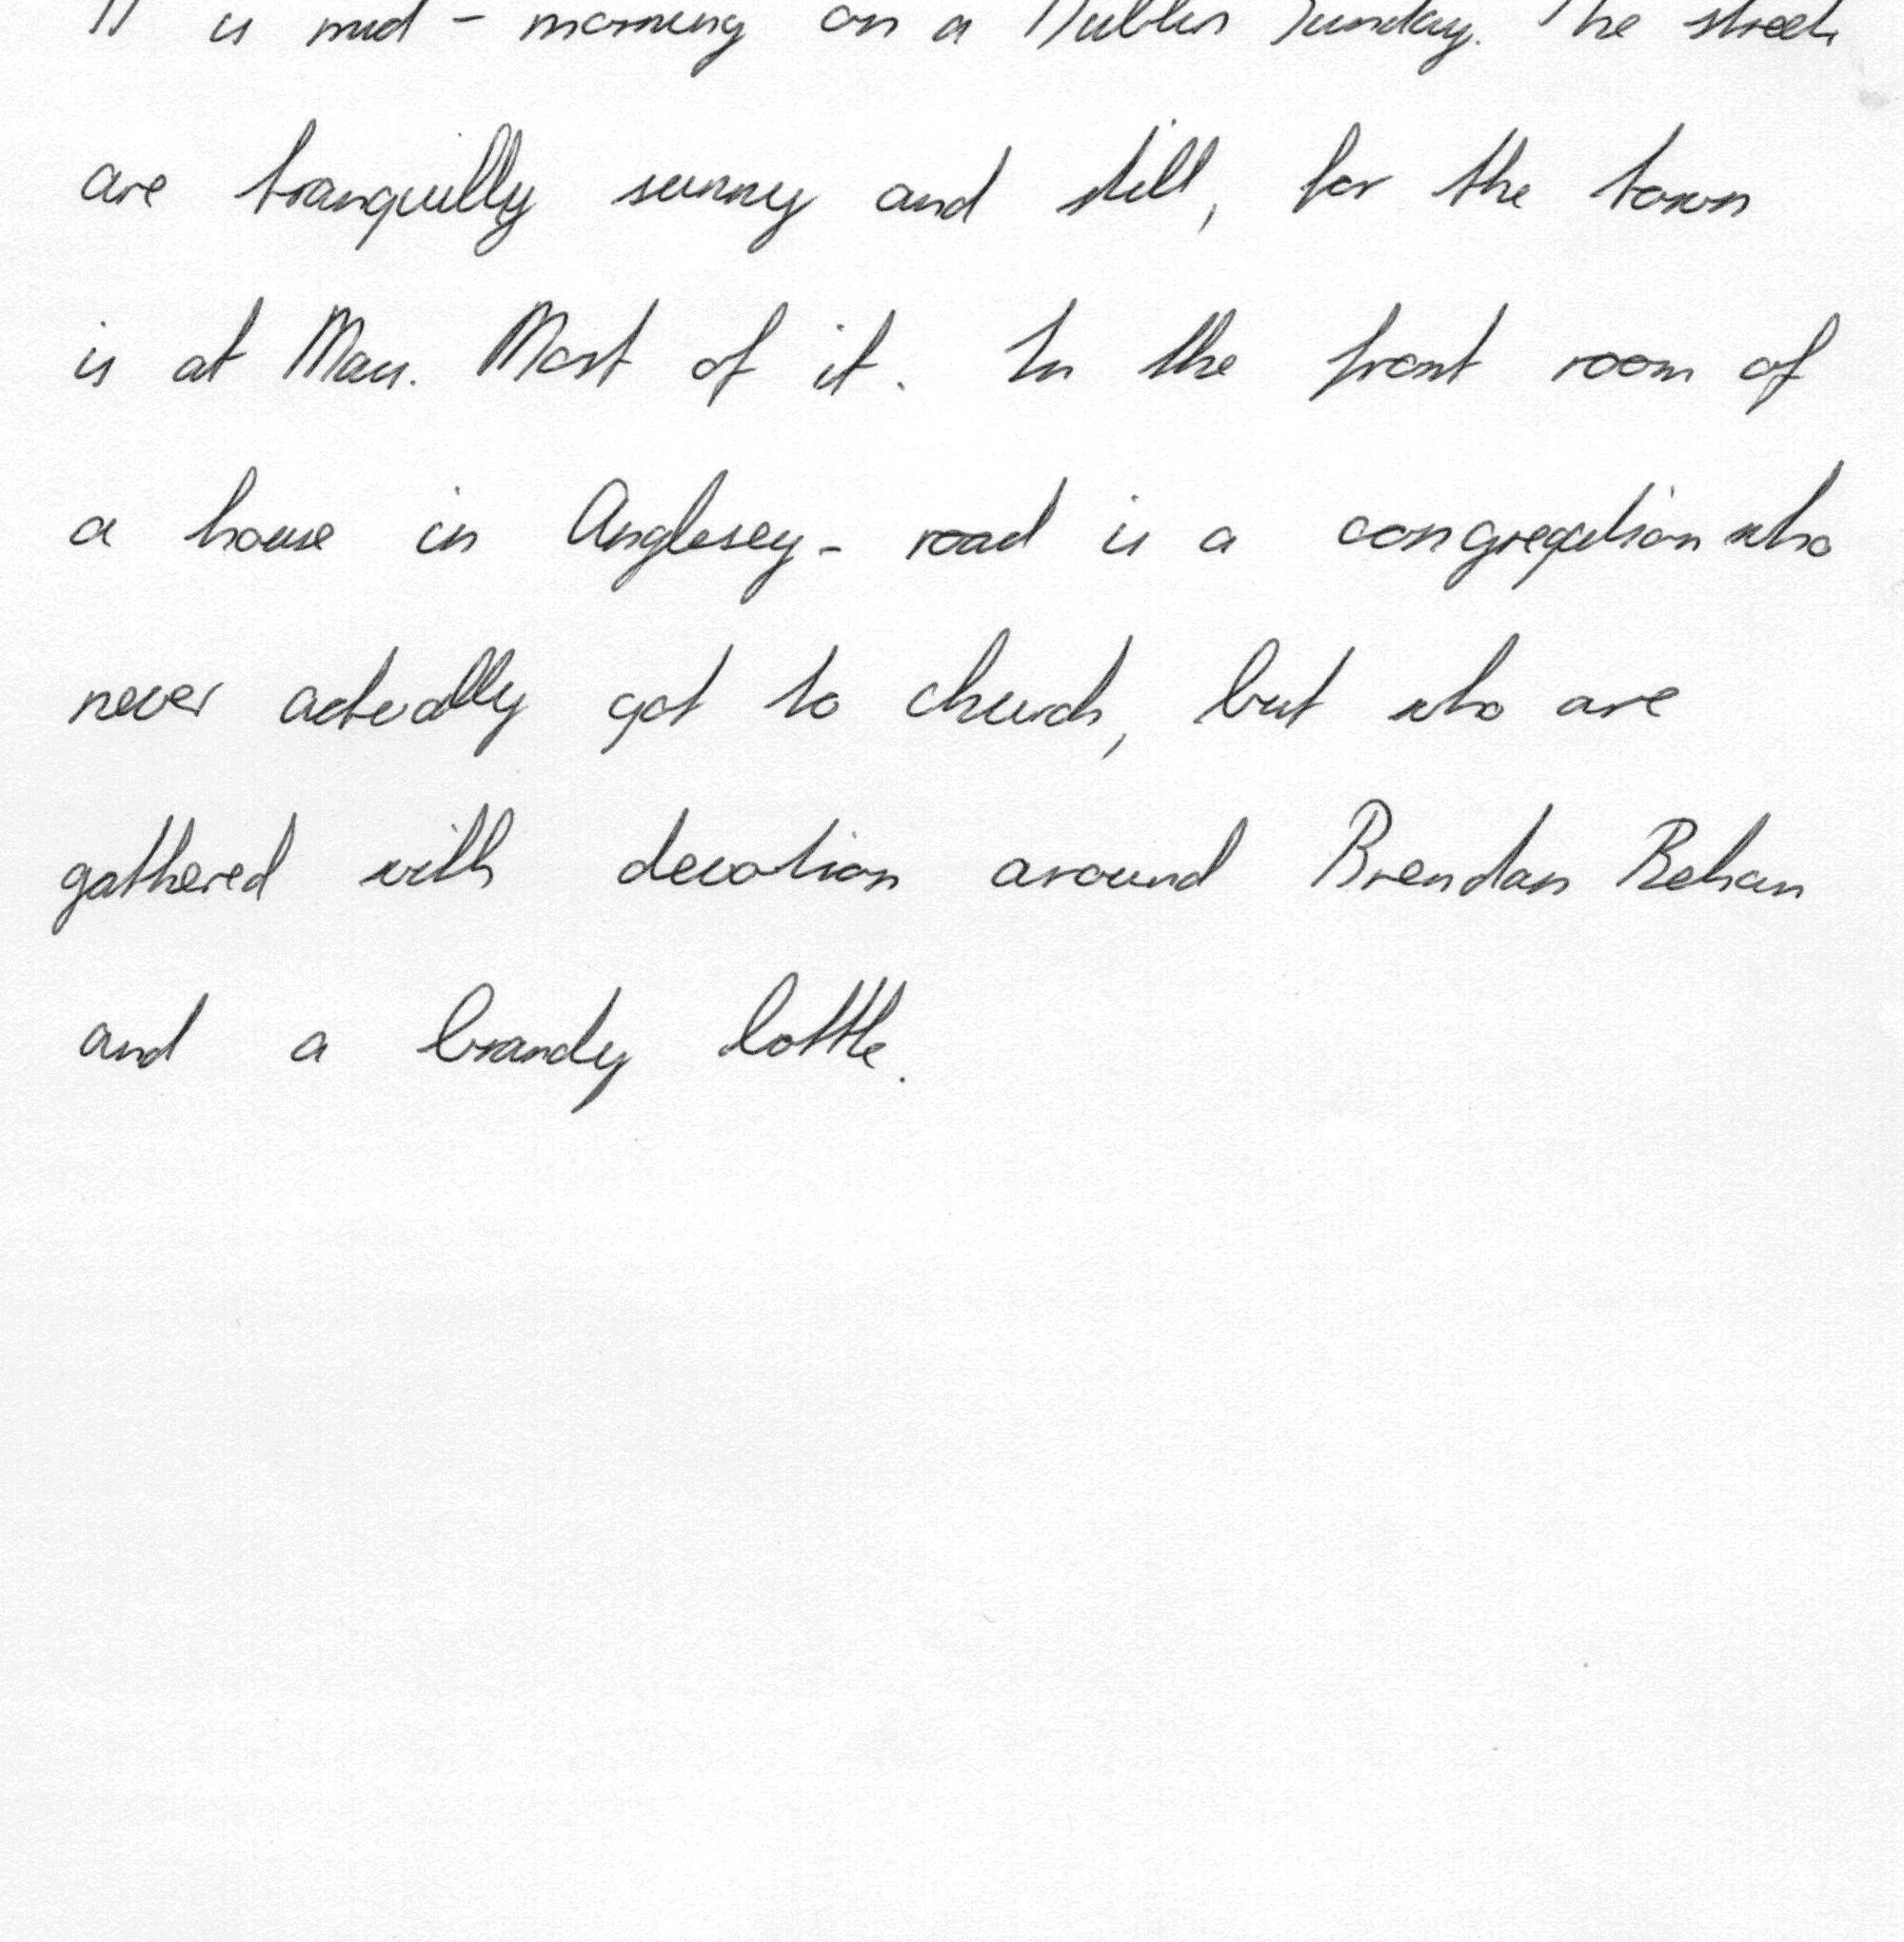 It is mid - morning on a Dublin Sunday. The streets
are tranquilly sunny and still, for the town
is at Mass. Most of it. In the front room of
a house in Anglesey - road is a congregation who
never actually got to church, but who are
gathered with devotion around Brendan Behan
and a brandy bottle.